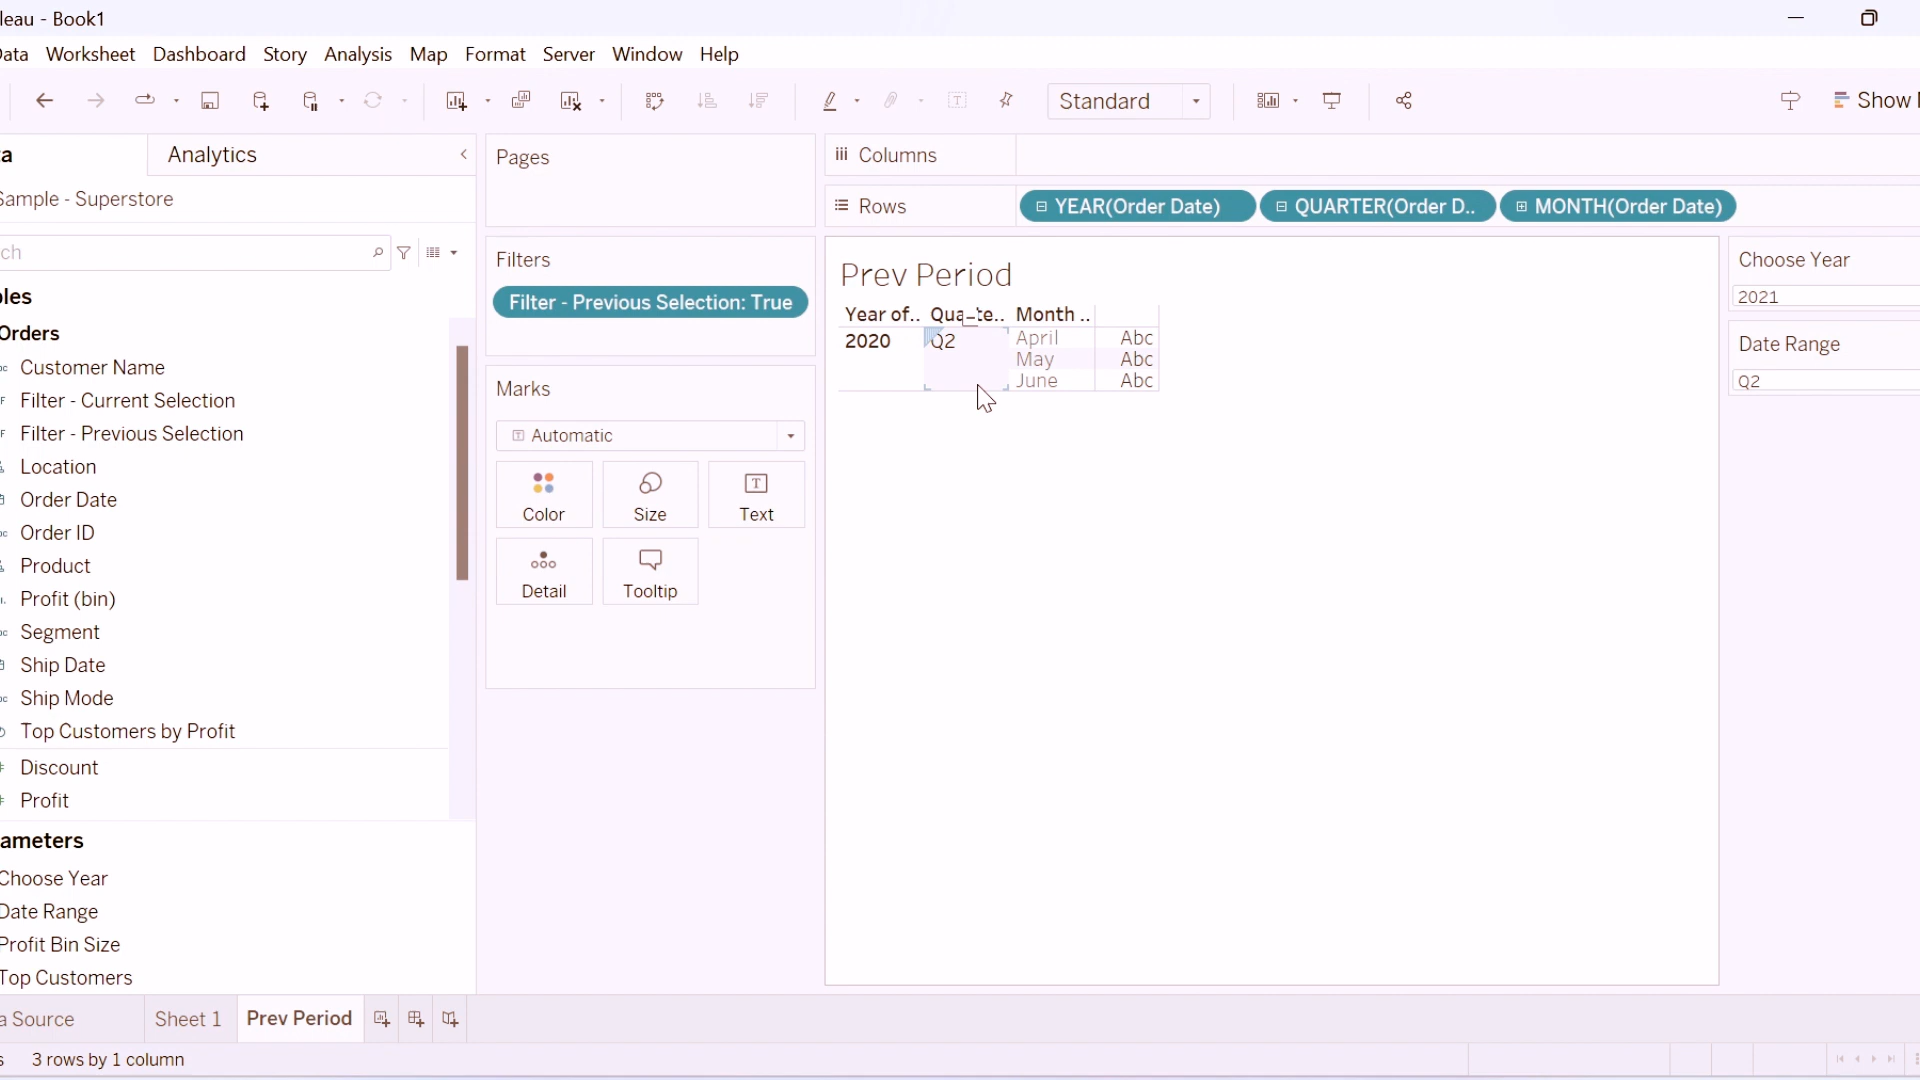 leau - Book1
Data Worksheet Dashboard Story Analysis Map Format Server Window Help
Standard
Show
a Analytics
Sample - Superstore
ch
les
Orders
Customer Name
Filter - Current Selection
Filter - Previous Selection
Location
Order Date
Order ID
Product
Profit (bin)
Segment
Ship Date
Ship Mode
Top Customers by Profit
Discount
Profit
ameters
Choose Year
Date Range
Profit Bin Size
Top Customers
Pages
Filters
Filter - Previous Selection: True
Marks
Automatic
Color Size Text
Detail Tooltip
Columns
Rows YEAR(Order Date) QUARTER(Order D.. MONTH(Order Date)
Prev Period
Year of.. Quarte.. Month ..
2020 Q2 April Abc
May Abc
June Abc
Choose Year
2021
Date Range
Q2
a Source Sheet 1 Prev Period
s 3 rows by 1 column